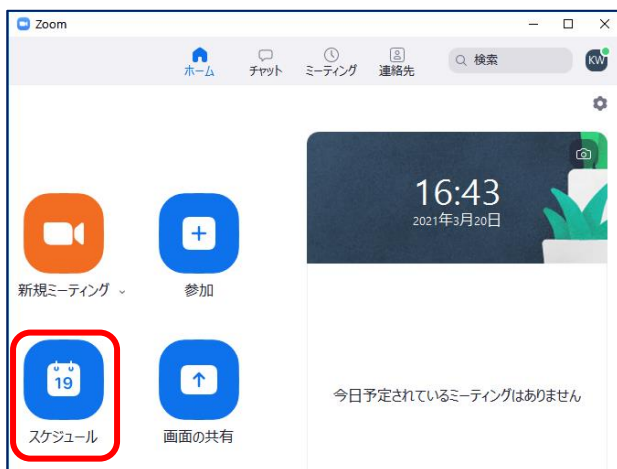 Zoom
ホーム
チャット
ミーティング
連絡先
検索
KW
16:43
2021年3月20日
新規ミーティング
参加
19
スケジュール
画面の共有
今日予定されているミーティングはありません